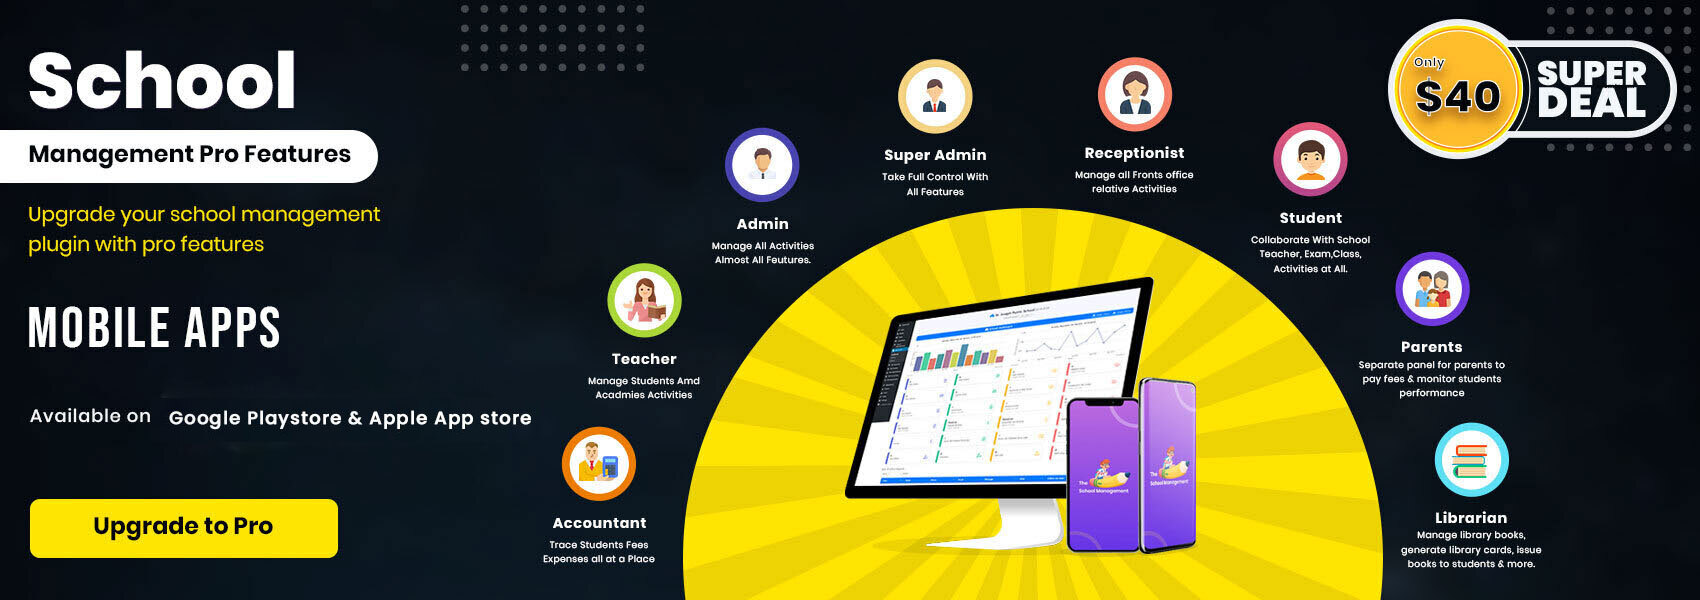 School
Management Pro Features
Upgrade your school management
plugin with pro features
MOBILE APPS
Available on Google Playstore & Apple App store
Upgrade to Pro
Accountant
Trace Students Fees
Expenses all at a Place
Teacher
Manage Students Amd
Acadmies Activities
Admin
Manage All Activities
Almost All Feutures.
Super Admin
Take Full Control With
All Features
Receptionist
Manage all Fronts office
relative Activities
Student
Collaborate With School
Teacher, Exam,Class,
Activities at All.
Parents
Separate panel for parents to
pay fees & monitor students
performance
Librarian
Manage library books,
generate library cards, issue
books to students & more.
Only
$40
SUPER
DEAL
The
School Management
The
School Management